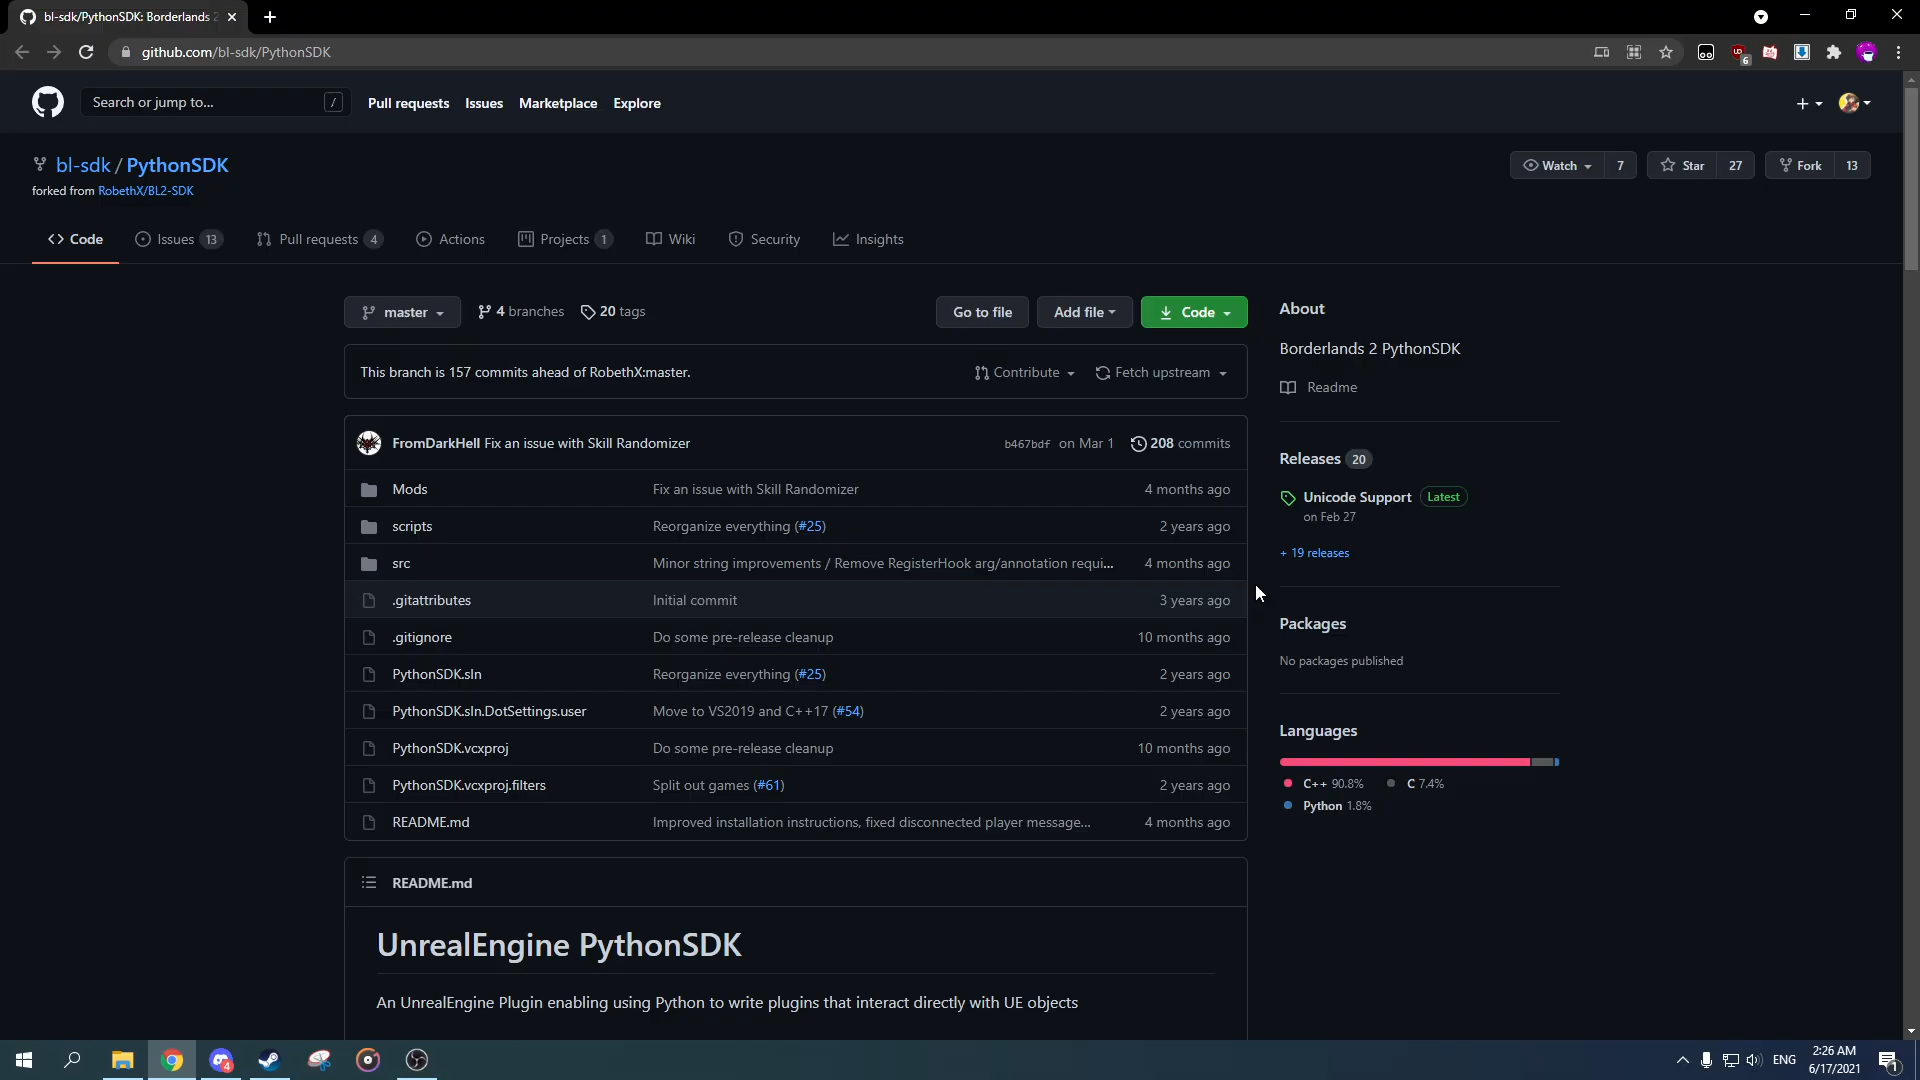 bl-sdk/PythonSDK: Borderlands 2
github.com/bl-sdk/PythonSDK
6
Search or jump to...
/
Pull requests Issues Marketplace Explore
bl-sdk / PythonSDK
forked from RobethX/BL2-SDK
Watch 7
Star 27
Fork 13
Code
Issues 13
Pull requests 4
Actions
Projects 1
Wiki
Security
Insights
master
4 branches
20 tags
Go to file
Add file
Code
This branch is 157 commits ahead of RobethX:master.
Contribute
Fetch upstream
FromDarkHell Fix an issue with Skill Randomizer b467bdf on Mar 1 208 commits
Mods Fix an issue with Skill Randomizer 4 months ago
scripts Reorganize everything (#25) 2 years ago
src Minor string improvements / Remove RegisterHook arg/annotation requi... 4 months ago
.gitattributes Initial commit 3 years ago
.gitignore Do some pre-release cleanup 10 months ago
PythonSDK.sln Reorganize everything (#25) 2 years ago
PythonSDK.sln.DotSettings.user Move to VS2019 and C++17 (#54) 2 years ago
PythonSDK.vcxproj Do some pre-release cleanup 10 months ago
PythonSDK.vcxproj.filters Split out games (#61) 2 years ago
README.md Improved installation instructions, fixed disconnected player message... 4 months ago
README.md
UnrealEngine PythonSDK
An UnrealEngine Plugin enabling using Python to write plugins that interact directly with UE objects
About
Borderlands 2 PythonSDK
Readme
Releases 20
Unicode Support Latest
on Feb 27
+ 19 releases
Packages
No packages published
Languages
C++ 90.8% C 7.4%
Python 1.8%
4
ENG
2:26 AM
6/17/2021
1